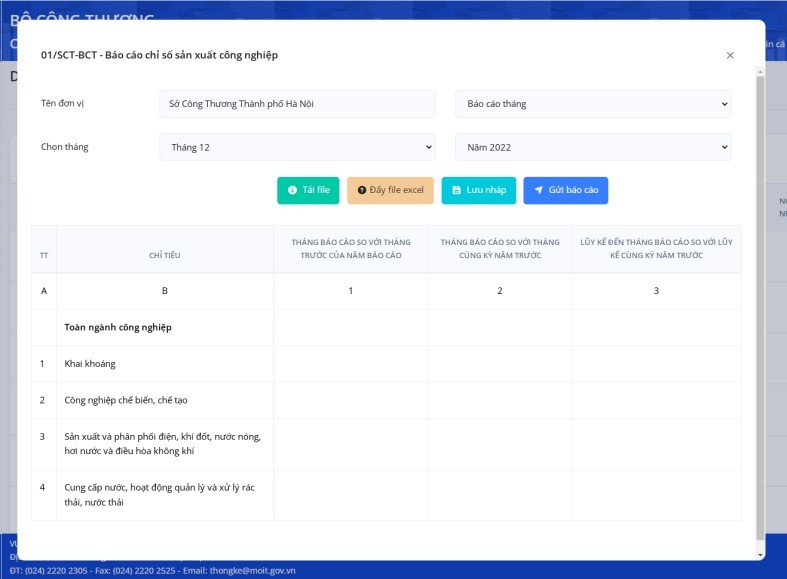 BỘ CÔNG THƯƠNG
01/SCT-BCT - Báo cáo chỉ số sản xuất công nghiệp
×
Tên đơn vị
Sở Công Thương Thành phố Hà Nội
Báo cáo tháng
Chọn tháng
Tháng 12
Năm 2022
Tải file
Đẩy file excel
Lưu nháp
Gửi báo cáo
TT
CHỈ TIÊU
THÁNG BÁO CÁO SO VỚI THÁNG
TRƯỚC CỦA NĂM BÁO CÁO
THÁNG BÁO CÁO SO VỚI THÁNG
CÙNG KỲ NĂM TRƯỚC
LŨY KẾ ĐẾN THÁNG BÁO CÁO SO VỚI LŨY
KẾ CÙNG KỲ NĂM TRƯỚC
A B 1 2 3
Toàn ngành công nghiệp
1 Khai khoáng
2 Công nghiệp chế biến, chế tạo
3 Sản xuất và phân phối điện, khí đốt, nước nóng,
hơi nước và điều hòa không khí
4 Cung cấp nước, hoạt động quản lý và xử lý rác
thải, nước thải
ĐT: (024) 2220 2305 - Fax: (024) 2220 2525 - Email: thongke@moit.gov.vn